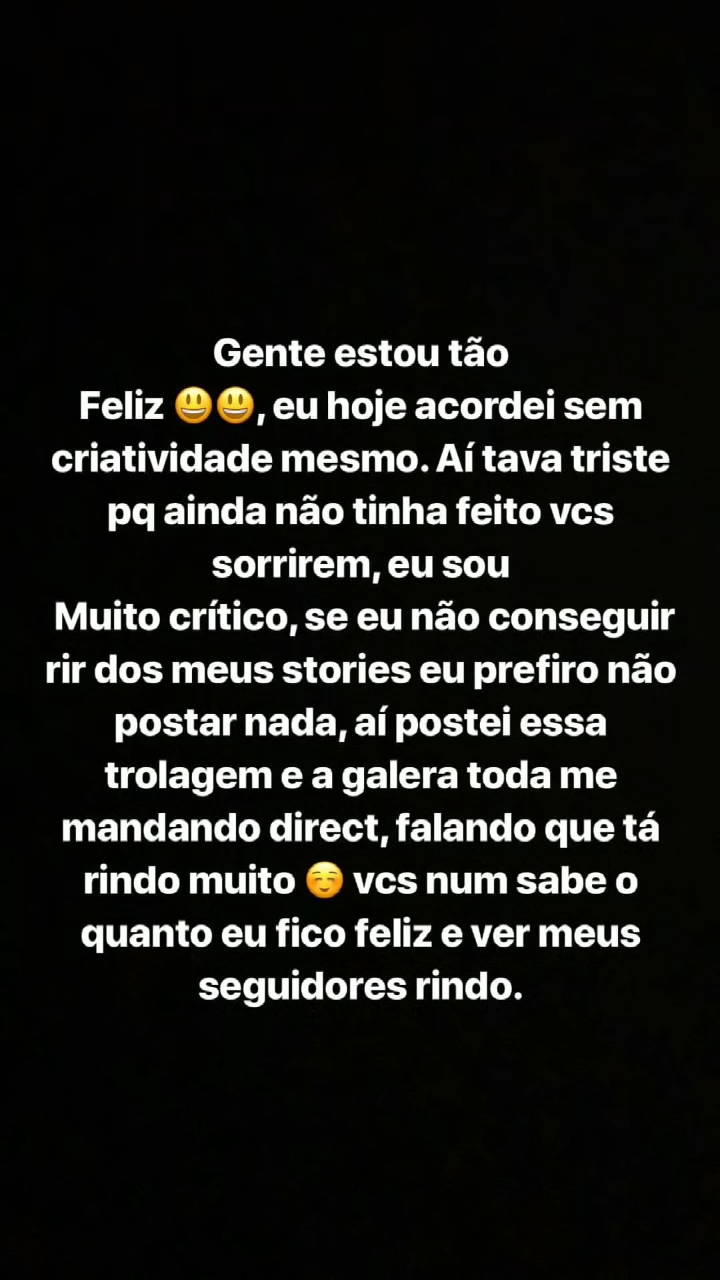 Gente estou tão
Feliz 😃😃, eu hoje acordei sem
criatividade mesmo. Aí tava triste
pq ainda não tinha feito vcs
sorrirem, eu sou
Muito crítico, se eu não conseguir
rir dos meus stories eu prefiro não
postar nada, aí postei essa
trolagem e a galera toda me
mandando direct, falando que tá
rindo muito ☺️ vcs num sabe o
quanto eu fico feliz e ver meus
seguidores rindo.